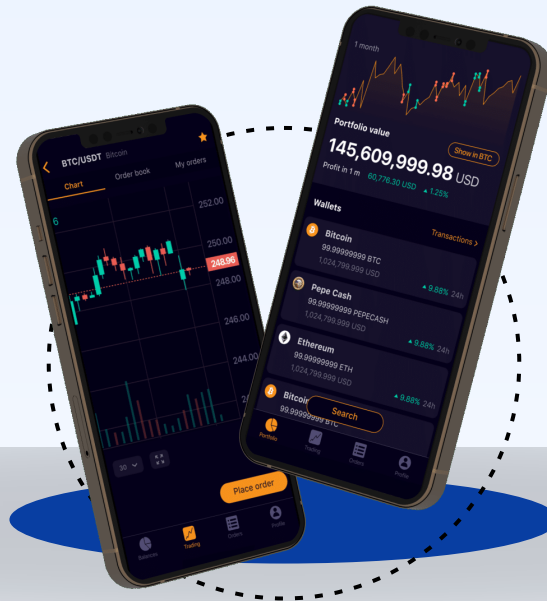 BTC/USDT Bitcoin
Chart Order book My orders
6
252.00
250.00
248.96
248.00
246.00
244.00
30
Place order
Balances Trading Orders Profile
1 month
Portfolio value
Show in BTC
145,609,999.98 USD
Profit in 1 m 60,776.30 USD ▲ 1.25%
Wallets
Transactions >
Bitcoin
99.99999999 BTC
1,024,799.999 USD
▲ 9.88% 24h
Pepe Cash
99.99999999 PEPECASH
1,024,799.999 USD
▲ 9.88% 24h
Ethereum
99.99999999 ETH
1,024,799.999 USD
▲ 9.88% 24h
Bitcoin
99.99999999 BTC
Search
Portfolio Trading Orders Profile